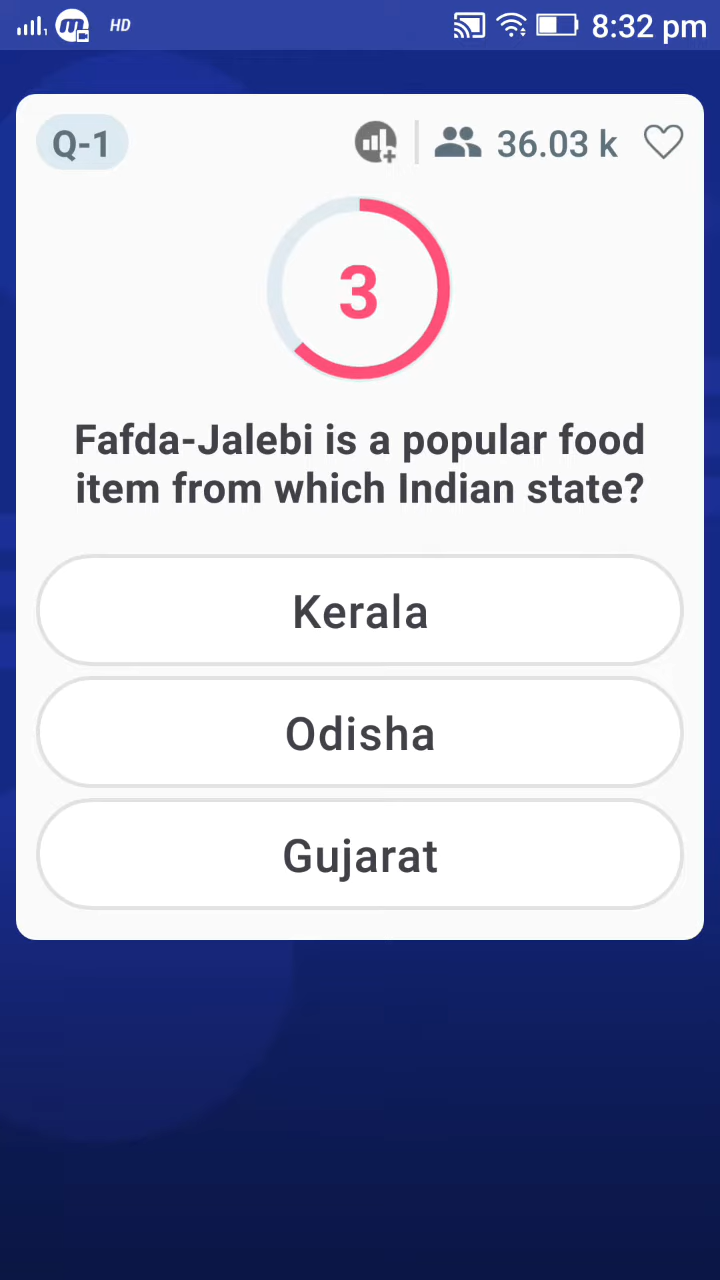 HD
8:32 pm
Q-1
36.03 k
3
Fafda-Jalebi is a popular food
item from which Indian state?
Kerala
Odisha
Gujarat